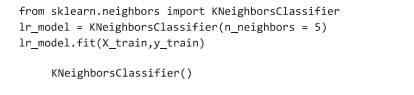 from sklearn.neighbors import KNeighborsClassifier
lr_model = KNeighborsClassifier(n_neighbors = 5)
lr_model.fit(X_train,y_train)
KNeighborsClassifier()